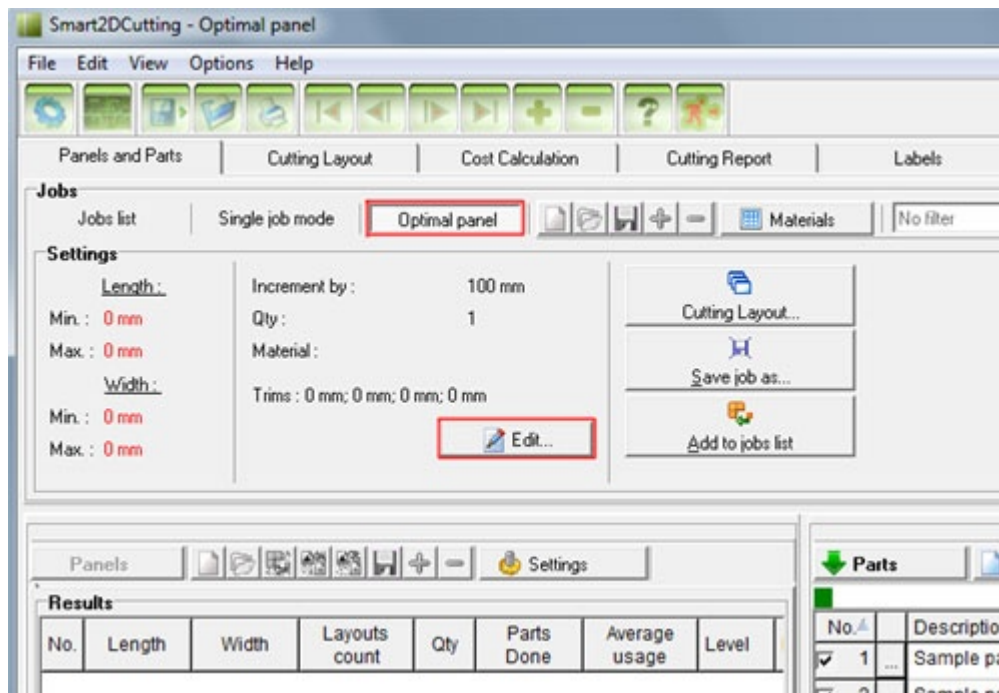 Smart2DCutting - Optimal panel
File Edit View Options Help
Panels and Parts Cutting Layout Cost Calculation Cutting Report Labels
Jobs
Jobs list Single job mode Optimal panel Materials No filter
Settings
Length :
Min. : 0 mm
Max. : 0 mm
Width :
Min. : 0 mm
Max. : 0 mm
Increment by : 100 mm
Qty : 1
Material :
Trims : 0 mm; 0 mm; 0 mm; 0 mm
Edit...
Cutting Layout...
Save job as...
Add to jobs list
Panels Settings
Results
No. Length Width Layouts count Qty Parts Done Average usage Level
Parts
No. Descriptio
1 ... Sample pa